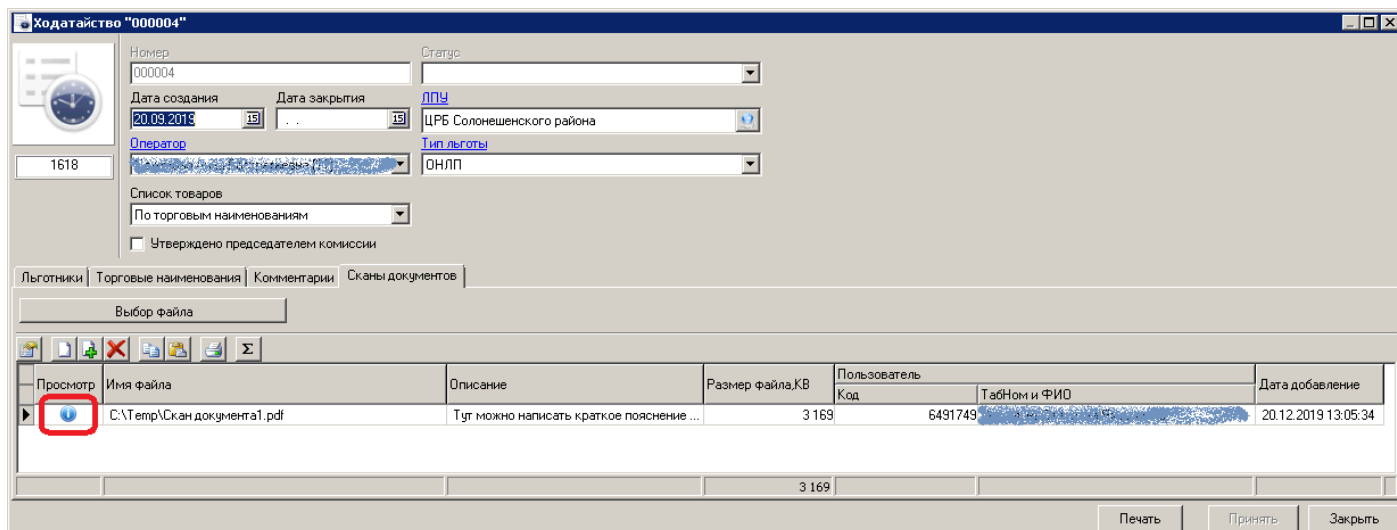 Ходатайство "000004"
Номер Статус
000004
Дата создания Дата закрытия ЛПУ
20.09.2019 15 . . 15 ЦРБ Солонешенского района
Оператор Тип льготы
1618 ОНЛП
Список товаров
По торговым наименованиям
Утверждено председателем комиссии
Льготники Торговые наименования Комментарии Сканы документов
Выбор файла
Σ
Просмотр Имя файла Описание Размер файла,КВ Пользователь Дата добавление
Код ТабНом и ФИО
C:\Temp\Скан документа1.pdf Тут можно написать краткое пояснение ... 3 169 6491749 20.12.2019 13:05:34
3 169
Печать Принять Закрыть